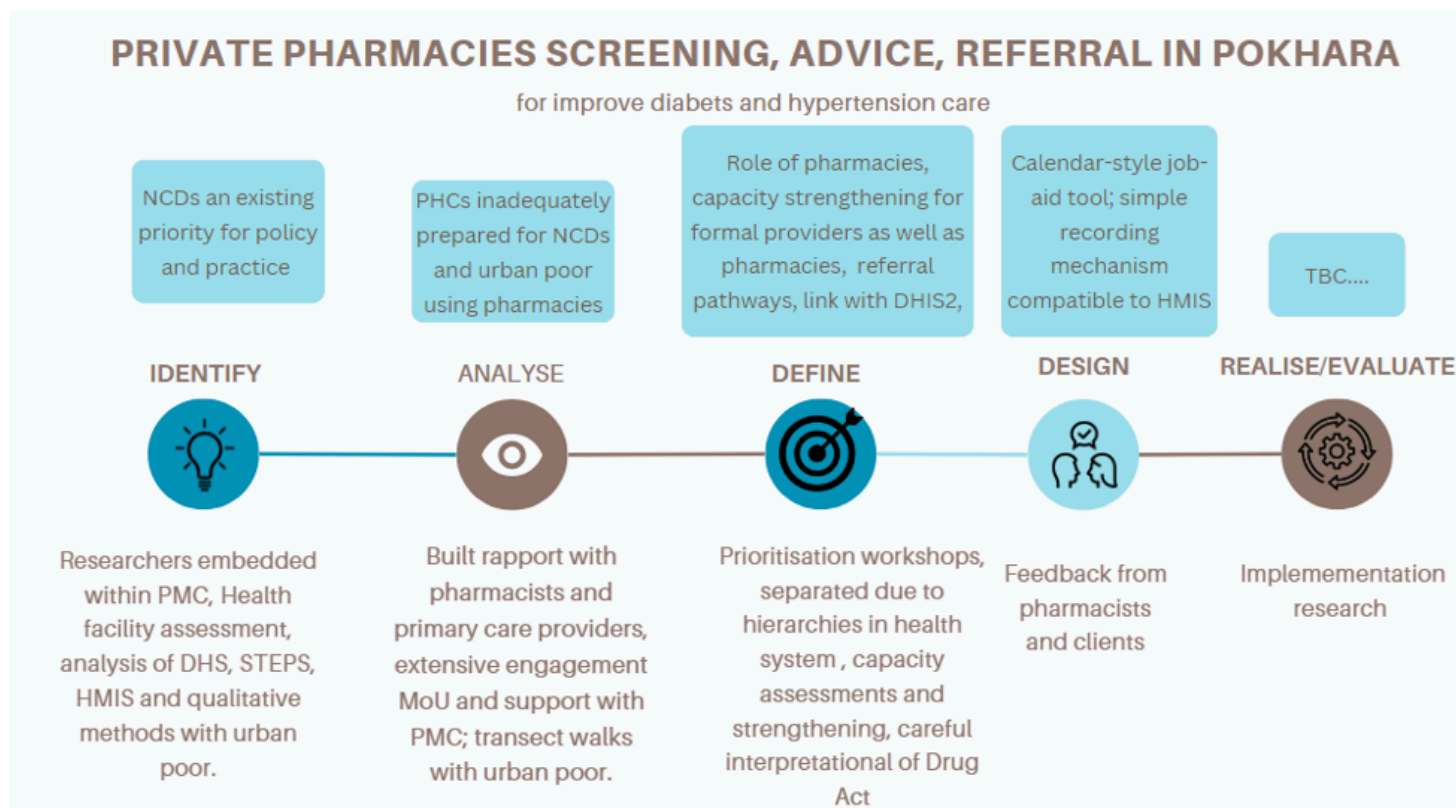 PRIVATE PHARMACIES SCREENING, ADVICE, REFERRAL IN POKHARA
for improve diabets and hypertension care
NCDs an existing
priority for policy
and practice
PHCs inadequately
prepared for NCDs
and urban poor
using pharmacies
Role of pharmacies,
capacity strengthening for
formal providers as well as
pharmacies, referral
pathways, link with DHIS2,
Calendar-style job-
aid tool; simple
recording
mechanism
compatible to HMIS
TBC....
IDENTIFY
ANALYSE
DEFINE
DESIGN
REALISE/EVALUATE
Researchers embedded
within PMC, Health
facility assessment,
analysis of DHS, STEPS,
HMIS and qualitative
methods with urban
poor.
Built rapport with
pharmacists and
primary care providers,
extensive engagement
MoU and support with
PMC; transect walks
with urban poor.
Prioritisation workshops,
separated due to
hierarchies in health
system , capacity
assessments and
strengthening, careful
interpretational of Drug
Act
Feedback from
pharmacists
and clients
Implemementation
research